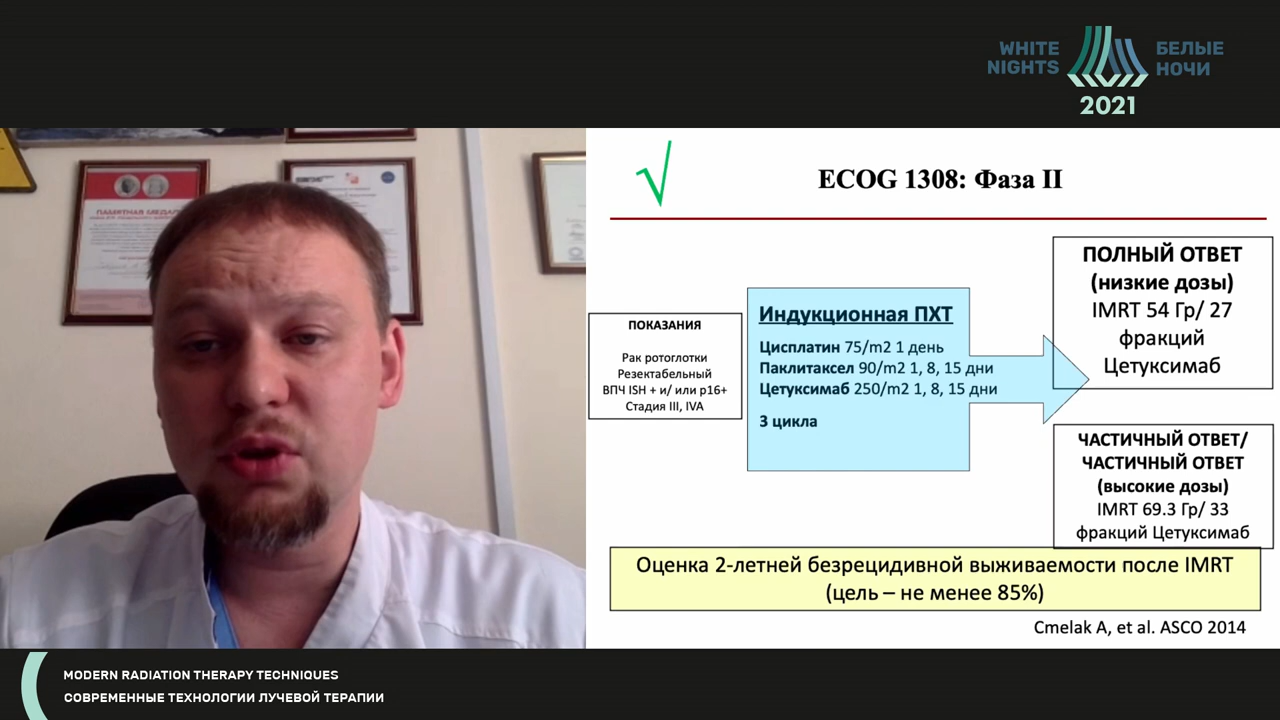 WHITE
NIGHTS
БЕЛЫЕ
НОЧИ
2021
ПАМЯТНАЯ МЕДАЛЬ
ECOG 1308: Фаза II
ПОКАЗАНИЯ
Рак ротоглотки
Резектабельный
ВПЧ ISH + и/ или p16+
Стадия III, IVA
Индукционная ПХТ
Цисплатин 75/m2 1 день
Паклитаксел 90/m2 1, 8, 15 дни
Цетуксимаб 250/m2 1, 8, 15 дни
3 цикла
ПОЛНЫЙ ОТВЕТ
(низкие дозы)
IMRT 54 Гр/ 27
фракций
Цетуксимаб
ЧАСТИЧНЫЙ ОТВЕТ/
ЧАСТИЧНЫЙ ОТВЕТ
(высокие дозы)
IMRT 69.3 Гр/ 33
фракций Цетуксимаб
Оценка 2-летней безрецидивной выживаемости после IMRT
(цель – не менее 85%)
Cmelak A, et al. ASCO 2014
MODERN RADIATION THERAPY TECHNIQUES
СОВРЕМЕННЫЕ ТЕХНОЛОГИИ ЛУЧЕВОЙ ТЕРАПИИ